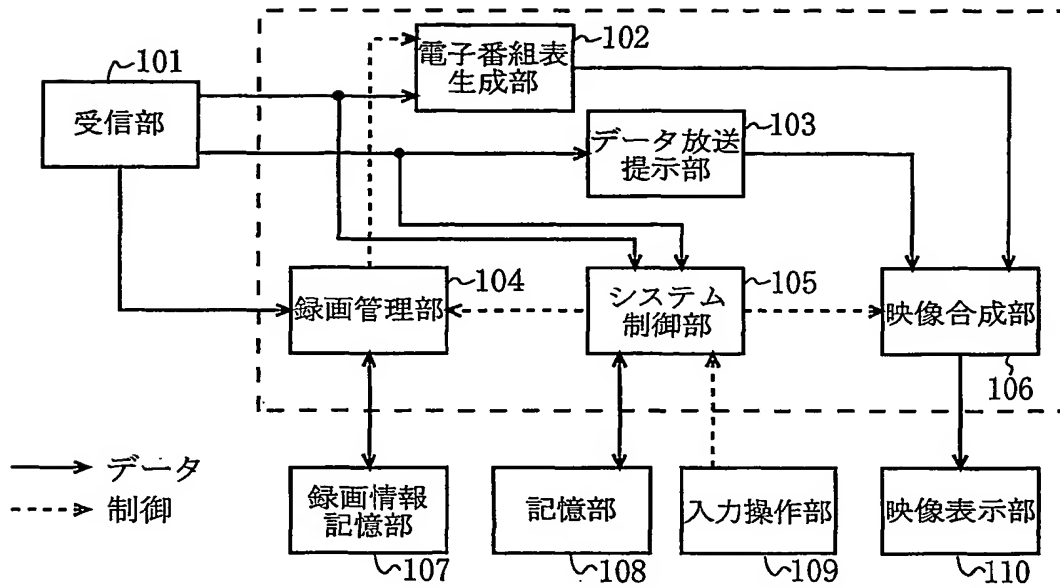 101
受信部
102
電子番組表
生成部
103
データ放送
提示部
104
録画管理部
105
システム
制御部
映像合成部
106
データ
制御
録画情報
記憶部
107
記憶部
108
入力操作部
109
映像表示部
110